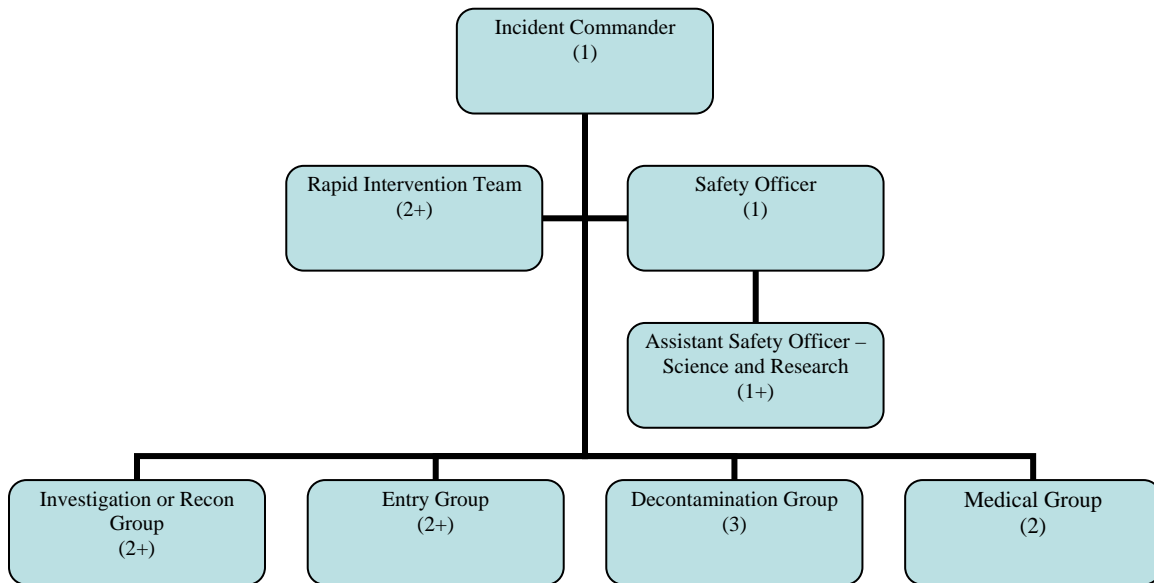 Incident Commander
(1)
Rapid Intervention Team
(2+)
Safety Officer
(1)
Assistant Safety Officer –
Science and Research
(1+)
Investigation or Recon
Group
(2+)
Entry Group
(2+)
Decontamination Group
(3)
Medical Group
(2)